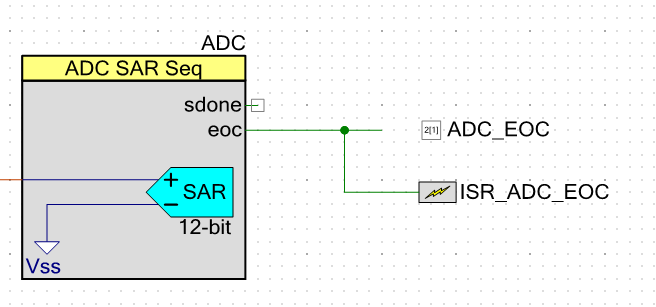 ADC
ADC SAR Seq
sdone
eoc
2[1] ADC_EOC
+
SAR
ISR_ADC_EOC
−
12-bit
Vss